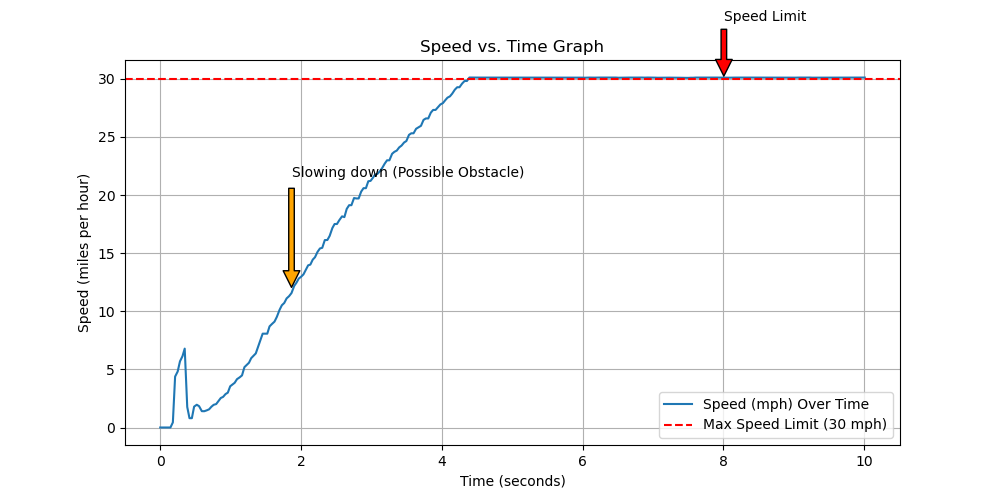 Speed Limit
Speed vs. Time Graph
30
25
20
15
10
5
0
Speed (miles per hour)
Slowing down (Possible Obstacle)
Speed (mph) Over Time
Max Speed Limit (30 mph)
0 2 4 6 8 10
Time (seconds)